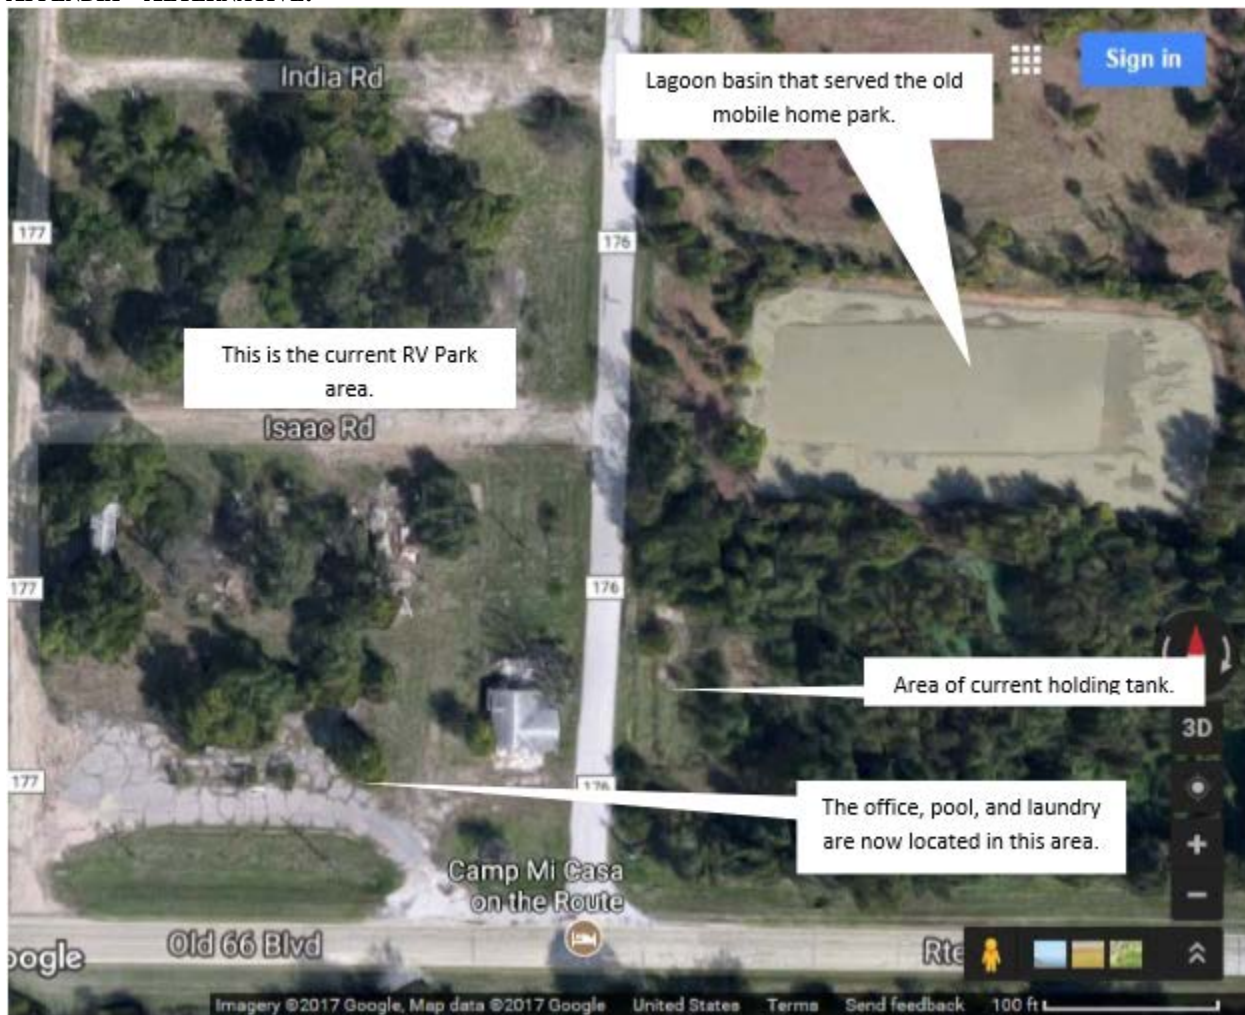 India Rd
Sign in
Lagoon basin that served the old
mobile home park.
177
176
This is the current RV Park
area.
Isaac Rd
177
176
Area of current holding tank.
3D
177
176
The office, pool, and laundry
are now located in this area.
Camp Mi Casa
on the Route
Old 66 Blvd
Rte
oogle
Imagery ©2017 Google, Map data ©2017 Google United States Terms Send feedback 100 ft